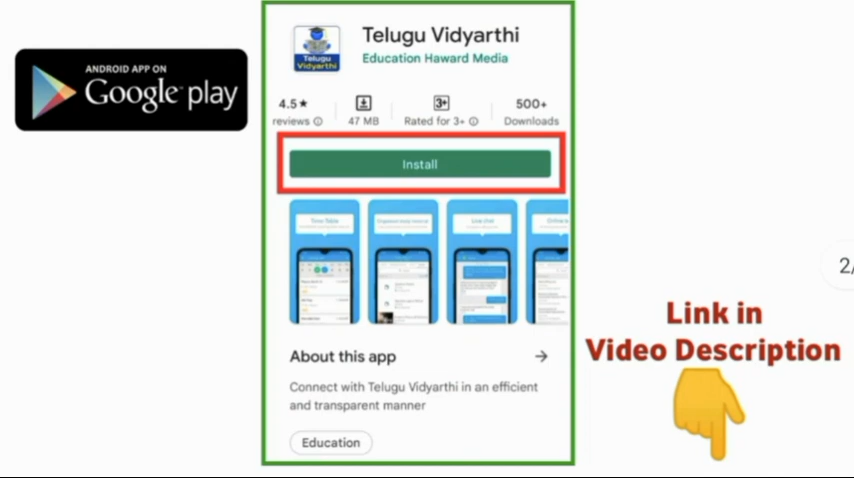 ANDROID APP ON
Google play
Telugu Vidyarthi
Education Haward Media
Telugu
Vidyarthi
4.5★
reviews
47 MB
3+
Rated for 3+
500+
Downloads
Install
Time Table
Live chat
About this app
Connect with Telugu Vidyarthi in an efficient
and transparent manner
Education
2/
Link in
Video Description